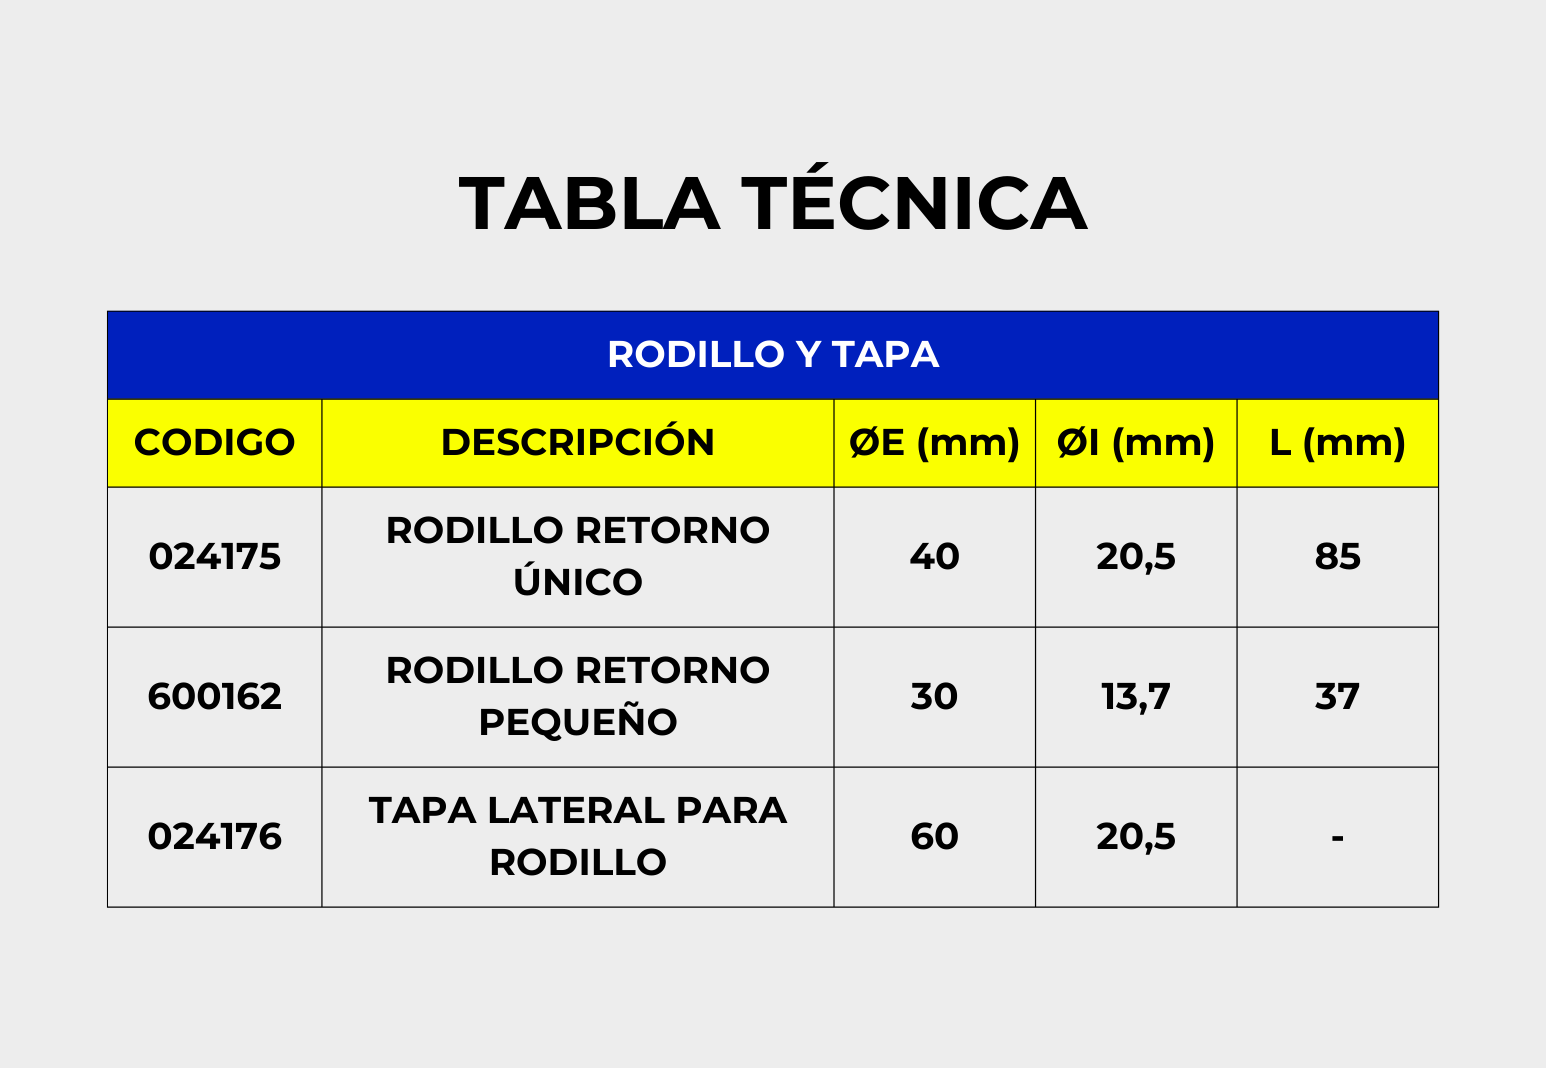 TABLA TÉCNICA
RODILLO Y TAPA
CODIGO DESCRIPCIÓN ØE (mm) ØI (mm) L (mm)
024175 RODILLO RETORNO ÚNICO 40 20,5 85
600162 RODILLO RETORNO PEQUEÑO 30 13,7 37
024176 TAPA LATERAL PARA RODILLO 60 20,5 -